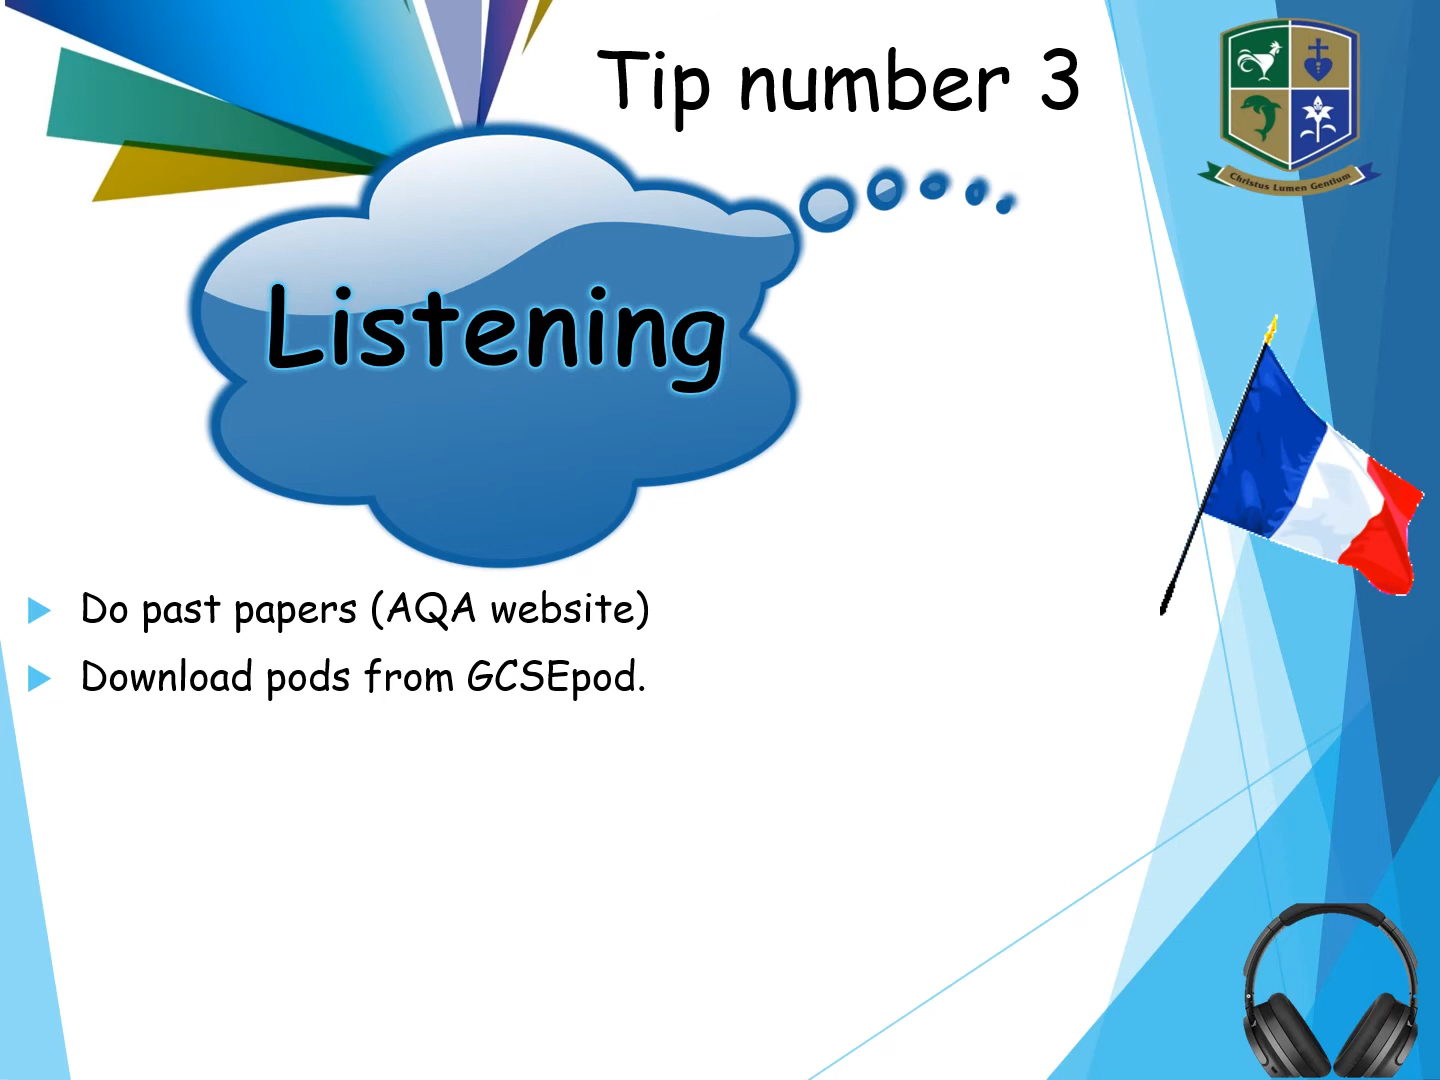 Tip number 3
Christus Lumen Gentium
Listening
Do past papers (AQA website)
Download pods from GCSEpod.